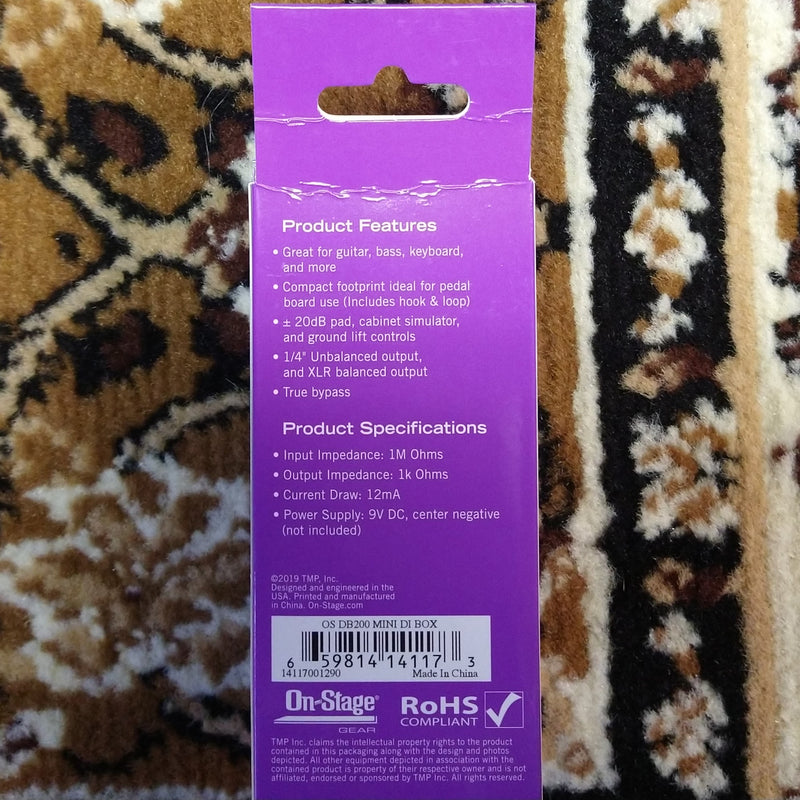 Product Features
• Great for guitar, bass, keyboard,
and more
• Compact footprint ideal for pedal
board use (Includes hook & loop)
• ± 20dB pad, cabinet simulator,
and ground lift controls
• 1/4" Unbalanced output,
and XLR balanced output
• True bypass
Product Specifications
• Input Impedance: 1M Ohms
• Output Impedance: 1k Ohms
• Current Draw: 12mA
• Power Supply: 9V DC, center negative
(not included)
©2019 TMP, Inc.
Designed and engineered in the
USA. Printed and manufactured
in China. On-Stage.com
OS DB200 MINI DI BOX
6 59814 14117 3
14117001290 Made In China
On-Stage®
GEAR
RoHS
COMPLIANT
TMP Inc. claims the intellectual property rights to the product
contained in this packaging along with the design and photos
depicted. All other equipment depicted in association with the
contained product is property of their respective owner and is not
affiliated, endorsed or sponsored by TMP Inc. All rights reserved.